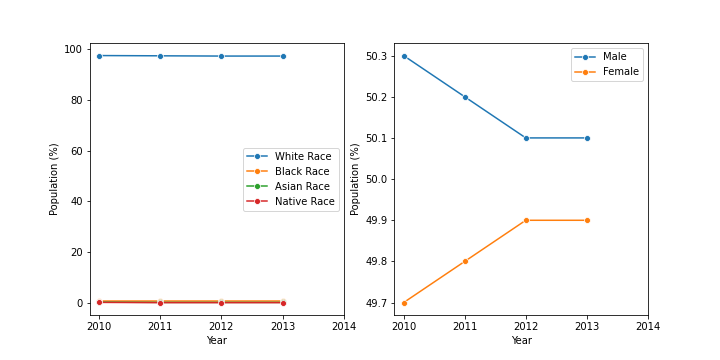 100
80
60
40
20
0
Population (%)
2010 2011 2012 2013 2014
Year
White Race
Black Race
Asian Race
Native Race
50.3
50.2
50.1
50.0
49.9
49.8
49.7
Population (%)
2010 2011 2012 2013 2014
Year
Male
Female